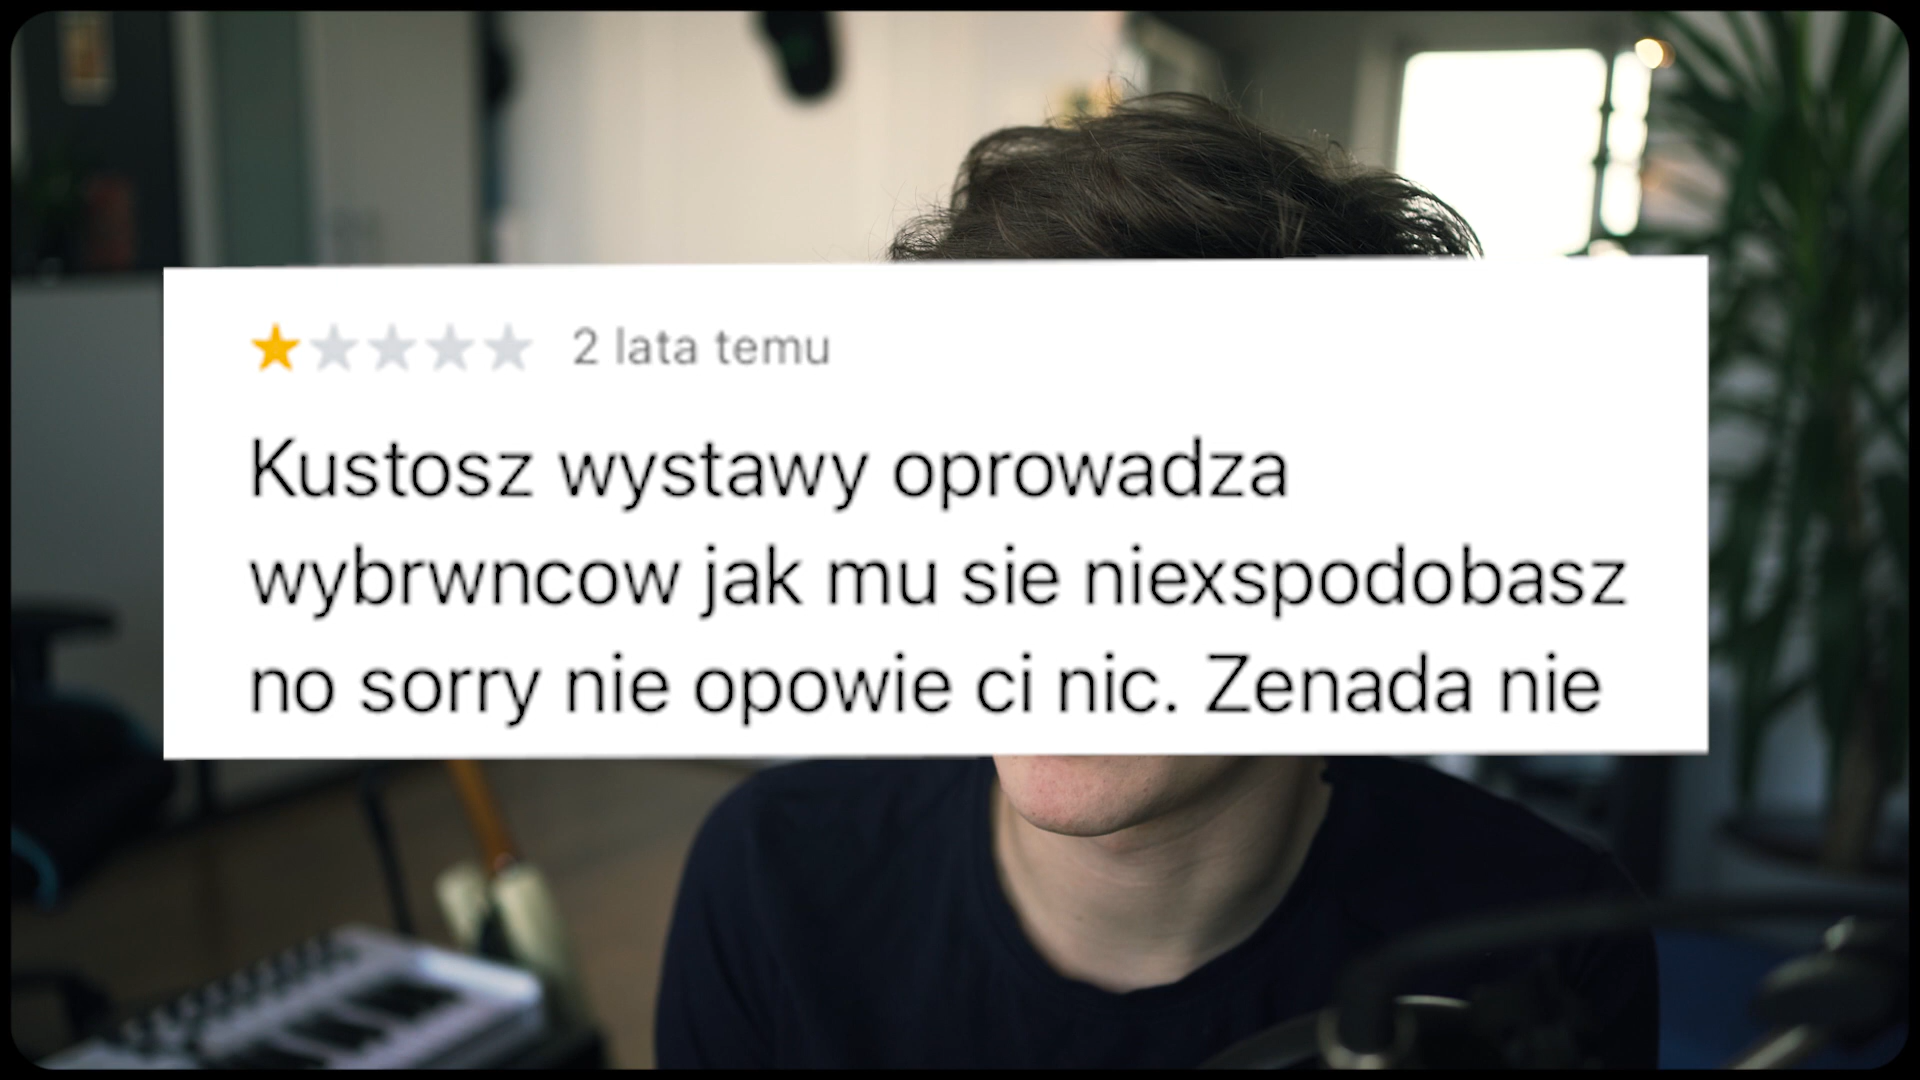 2 lata temu
Kustosz wystawy oprowadza
wybrwncow jak mu sie niexspodobasz
no sorry nie opowie ci nic. Zenada nie